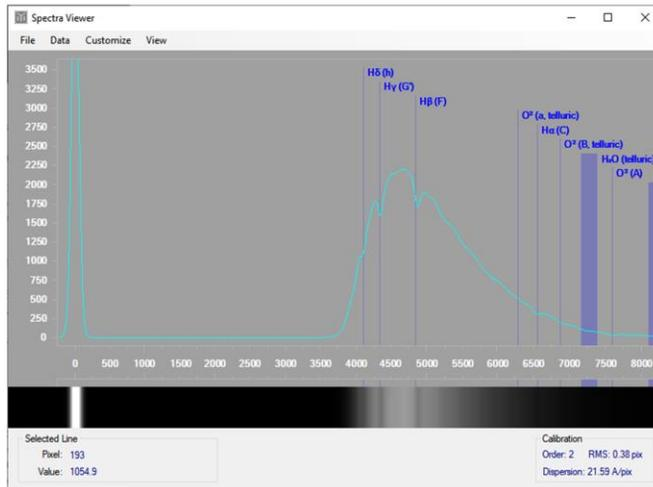 Spectra Viewer
File Data Customize View
3500
3250
3000
2750
2500
2250
2000
1750
1500
1250
1000
750
500
250
0
Hδ (h)
Hγ (G')
Hβ (F)
O² (a, telluric)
Hα (C)
O² (B, telluric)
H₂O (telluric)
O² (A)
0 500 1000 1500 2000 2500 3000 3500 4000 4500 5000 5500 6000 6500 7000 7500 8000
Selected Line
Pixel: 193
Value: 1054.9
Calibration
Order: 2 RMS: 0.38 pix
Dispersion: 21.59 A/pix